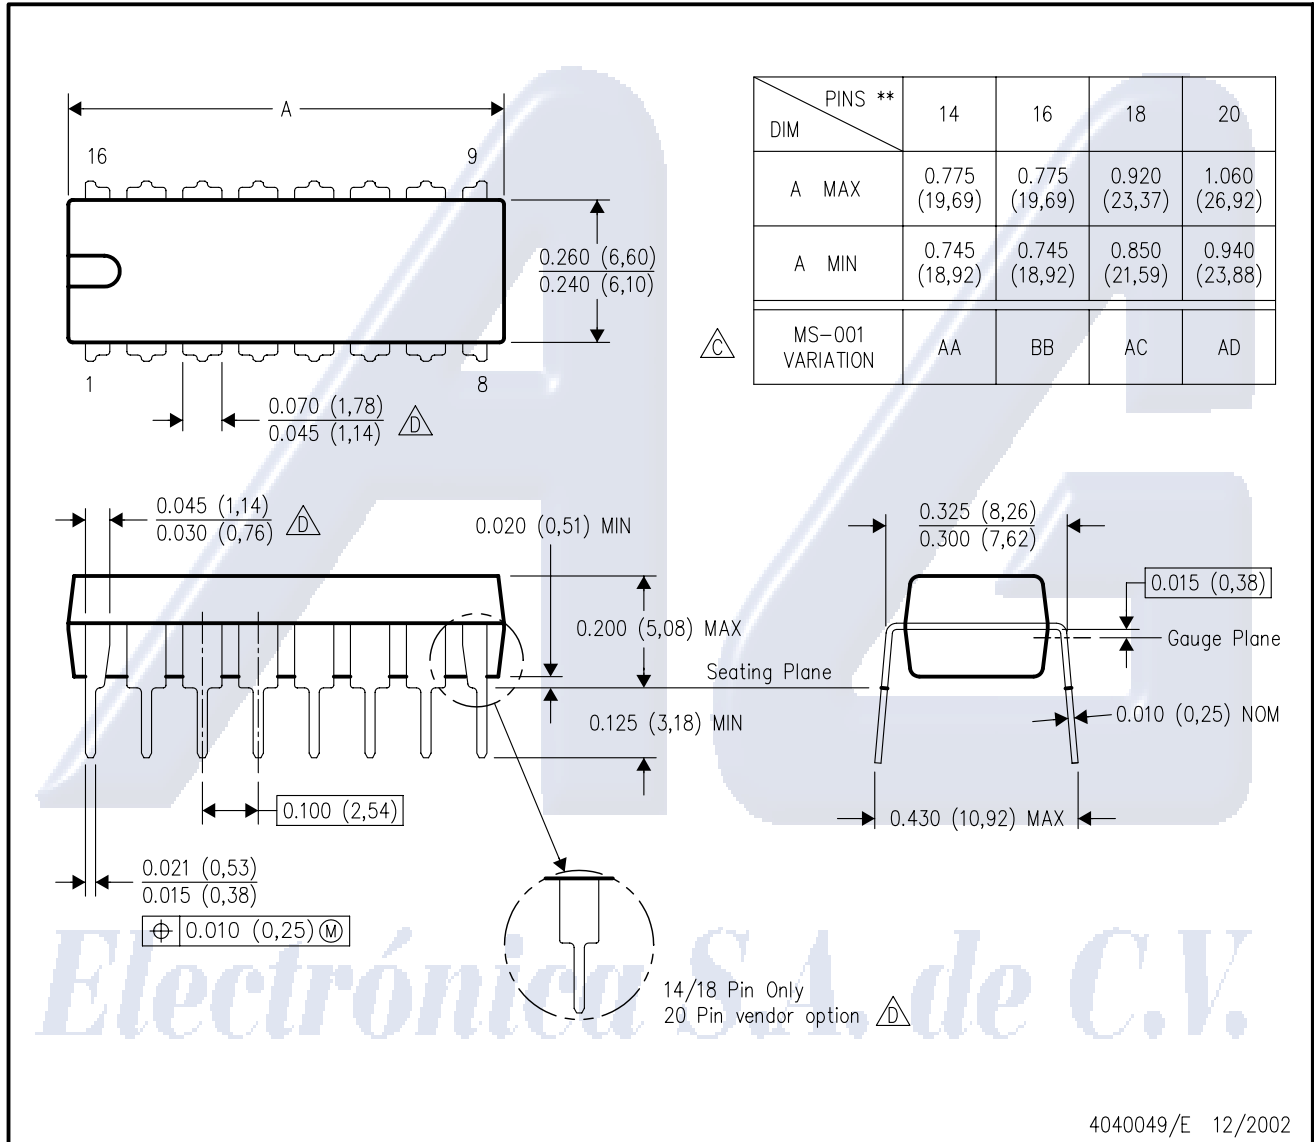 A
16 9
1 8
0.260 (6,60)
0.240 (6,10)
0.070 (1,78)
0.045 (1,14) D
PINS ** 14 16 18 20
DIM
A MAX 0.775 (19,69) 0.775 (19,69) 0.920 (23,37) 1.060 (26,92)
A MIN 0.745 (18,92) 0.745 (18,92) 0.850 (21,59) 0.940 (23,88)
C MS-001 VARIATION AA BB AC AD
0.045 (1,14)
0.030 (0,76) D
0.020 (0,51) MIN
0.200 (5,08) MAX
Seating Plane
0.125 (3,18) MIN
0.100 (2,54)
0.021 (0,53)
0.015 (0,38)
0.010 (0,25) M
0.325 (8,26)
0.300 (7,62)
0.015 (0,38)
Gauge Plane
0.010 (0,25) NOM
0.430 (10,92) MAX
14/18 Pin Only
20 Pin vendor option D
Electrónica S.A. de C.V.
4040049/E 12/2002